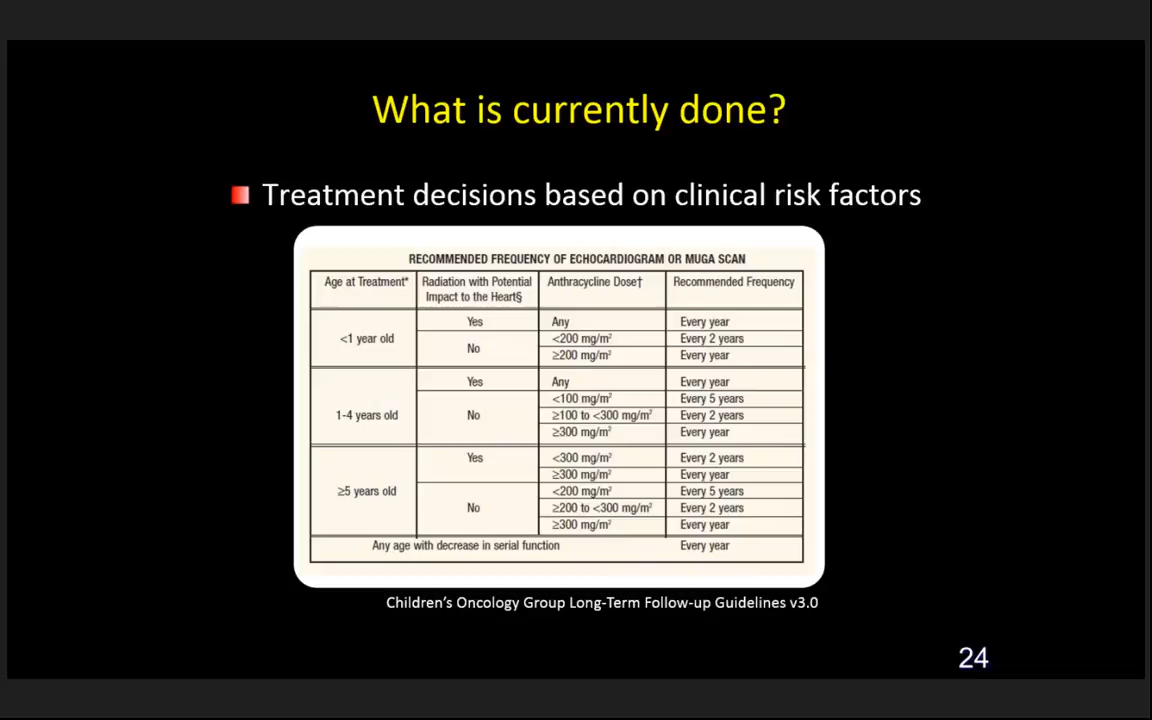 What is currently done?
Treatment decisions based on clinical risk factors
RECOMMENDED FREQUENCY OF ECHOCARDIOGRAM OR MUGA SCAN
Age at Treatment* Radiation with Potential Impact to the Heart§ Anthracycline Dose† Recommended Frequency
<1 year old Yes Any Every year
No <200 mg/m² Every 2 years
≥200 mg/m² Every year
1-4 years old Yes Any Every year
No <100 mg/m² Every 5 years
≥100 to <300 mg/m² Every 2 years
≥300 mg/m² Every year
≥5 years old Yes <300 mg/m² Every 2 years
≥300 mg/m² Every year
No <200 mg/m² Every 5 years
≥200 to <300 mg/m² Every 2 years
≥300 mg/m² Every year
Any age with decrease in serial function Every year
Children's Oncology Group Long-Term Follow-up Guidelines v3.0
24